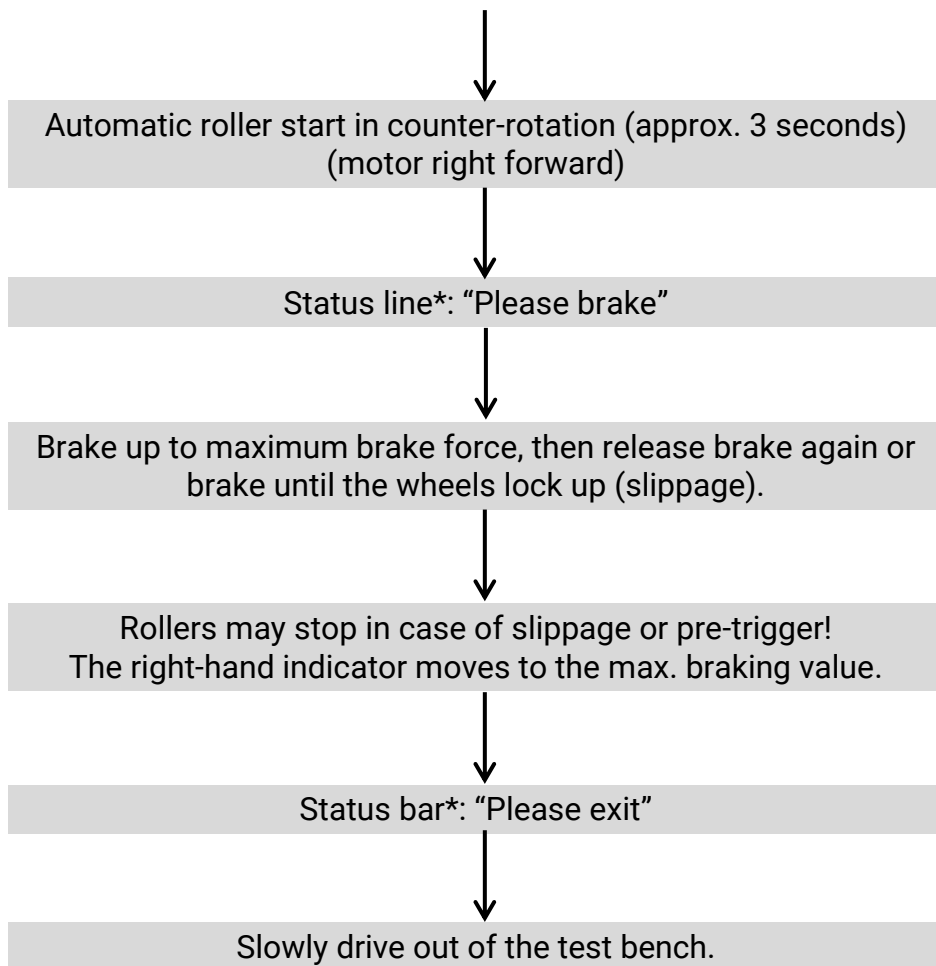 Automatic roller start in counter-rotation (approx. 3 seconds)
(motor right forward)
Status line*: “Please brake”
Brake up to maximum brake force, then release brake again or
brake until the wheels lock up (slippage).
Rollers may stop in case of slippage or pre-trigger!
The right-hand indicator moves to the max. braking value.
Status bar*: “Please exit”
Slowly drive out of the test bench.